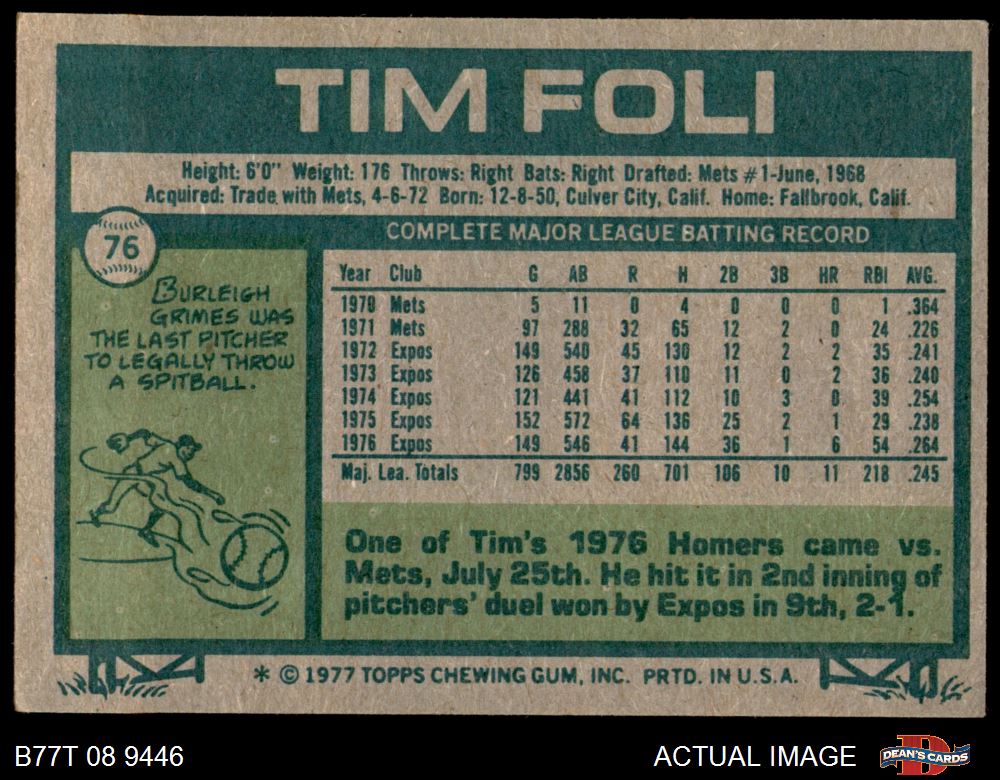 TIM FOLI
Height: 6'0" Weight: 176 Throws: Right Bats: Right Drafted: Mets #1-June, 1968
Acquired: Trade with Mets, 4-6-72 Born: 12-8-50, Culver City, Calif. Home: Fallbrook, Calif.
76
BURLEIGH
GRIMES WAS
THE LAST PITCHER
TO LEGALLY THROW
A SPITBALL.
COMPLETE MAJOR LEAGUE BATTING RECORD
Year Club G AB R H 2B 3B HR RBI AVG.
1970 Mets 5 11 0 4 0 0 0 1 .364
1971 Mets 97 288 32 65 12 2 0 24 .226
1972 Expos 149 540 45 130 12 2 2 35 .241
1973 Expos 126 458 37 110 11 0 2 36 .240
1974 Expos 121 441 41 112 10 3 0 39 .254
1975 Expos 152 572 64 136 25 2 1 29 .238
1976 Expos 149 546 41 144 36 1 6 54 .264
Maj. Lea. Totals 799 2856 260 701 106 10 11 218 .245
One of Tim's 1976 Homers came vs.
Mets, July 25th. He hit it in 2nd inning of
pitchers' duel won by Expos in 9th, 2-1.
* © 1977 TOPPS CHEWING GUM, INC. PRTD. IN U.S.A.
B77T 08 9446
ACTUAL IMAGE
DEAN'S CARDS